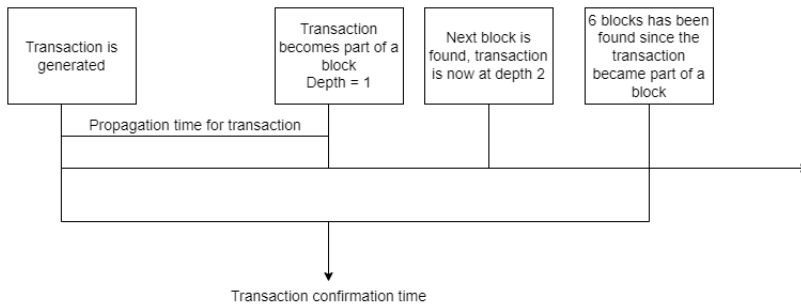 Transaction is
generated
Transaction
becomes part of a
block
Depth = 1
Next block is
found, transaction
is now at depth 2
6 blocks has been
found since the
transaction
became part of a
block
Propagation time for transaction
Transaction confirmation time